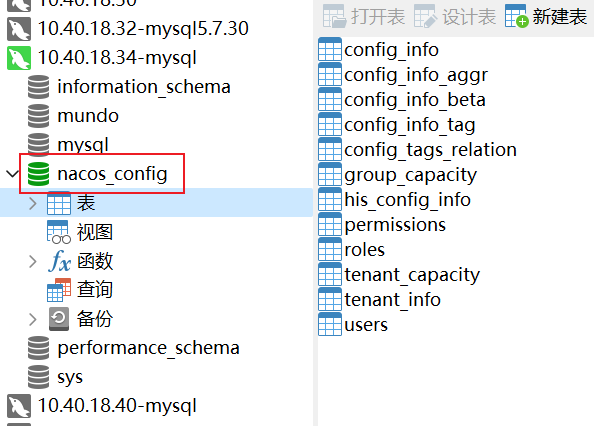 10.40.18.30
10.40.18.32-mysql5.7.30
10.40.18.34-mysql
information_schema
mundo
mysql
nacos_config
表
视图
函数
查询
备份
performance_schema
sys
10.40.18.40-mysql
打开表 设计表 新建表
config_info
config_info_aggr
config_info_beta
config_info_tag
config_tags_relation
group_capacity
his_config_info
permissions
roles
tenant_capacity
tenant_info
users